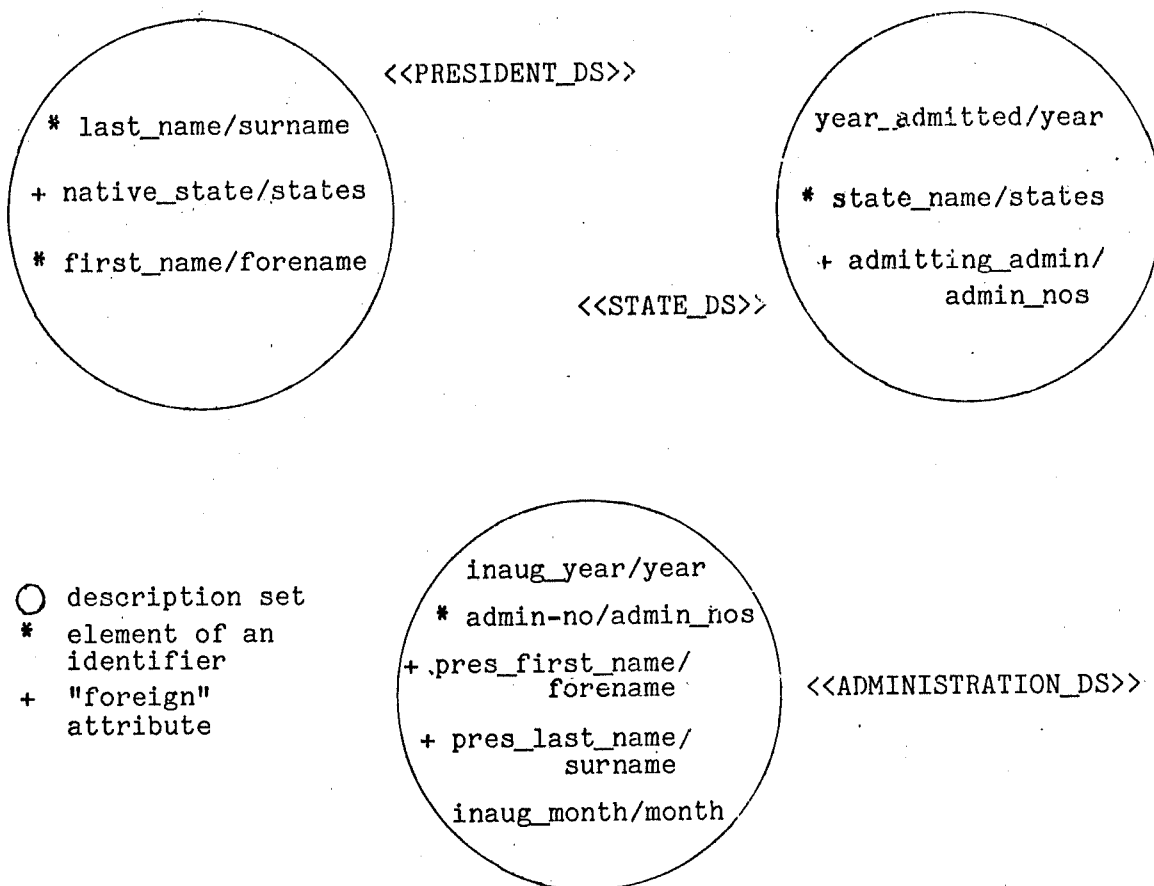 <<PRESIDENT_DS>>
* last_name/surname
+ native_state/states
* first_name/forename
year_admitted/year
* state_name/states
+ admitting_admin/
admin_nos
<<STATE_DS>>
inaug_year/year
* admin-no/admin_nos
+ pres_first_name/
forename
+ pres_last_name/
surname
inaug_month/month
<<ADMINISTRATION_DS>>
description set
* element of an
identifier
+ "foreign"
attribute